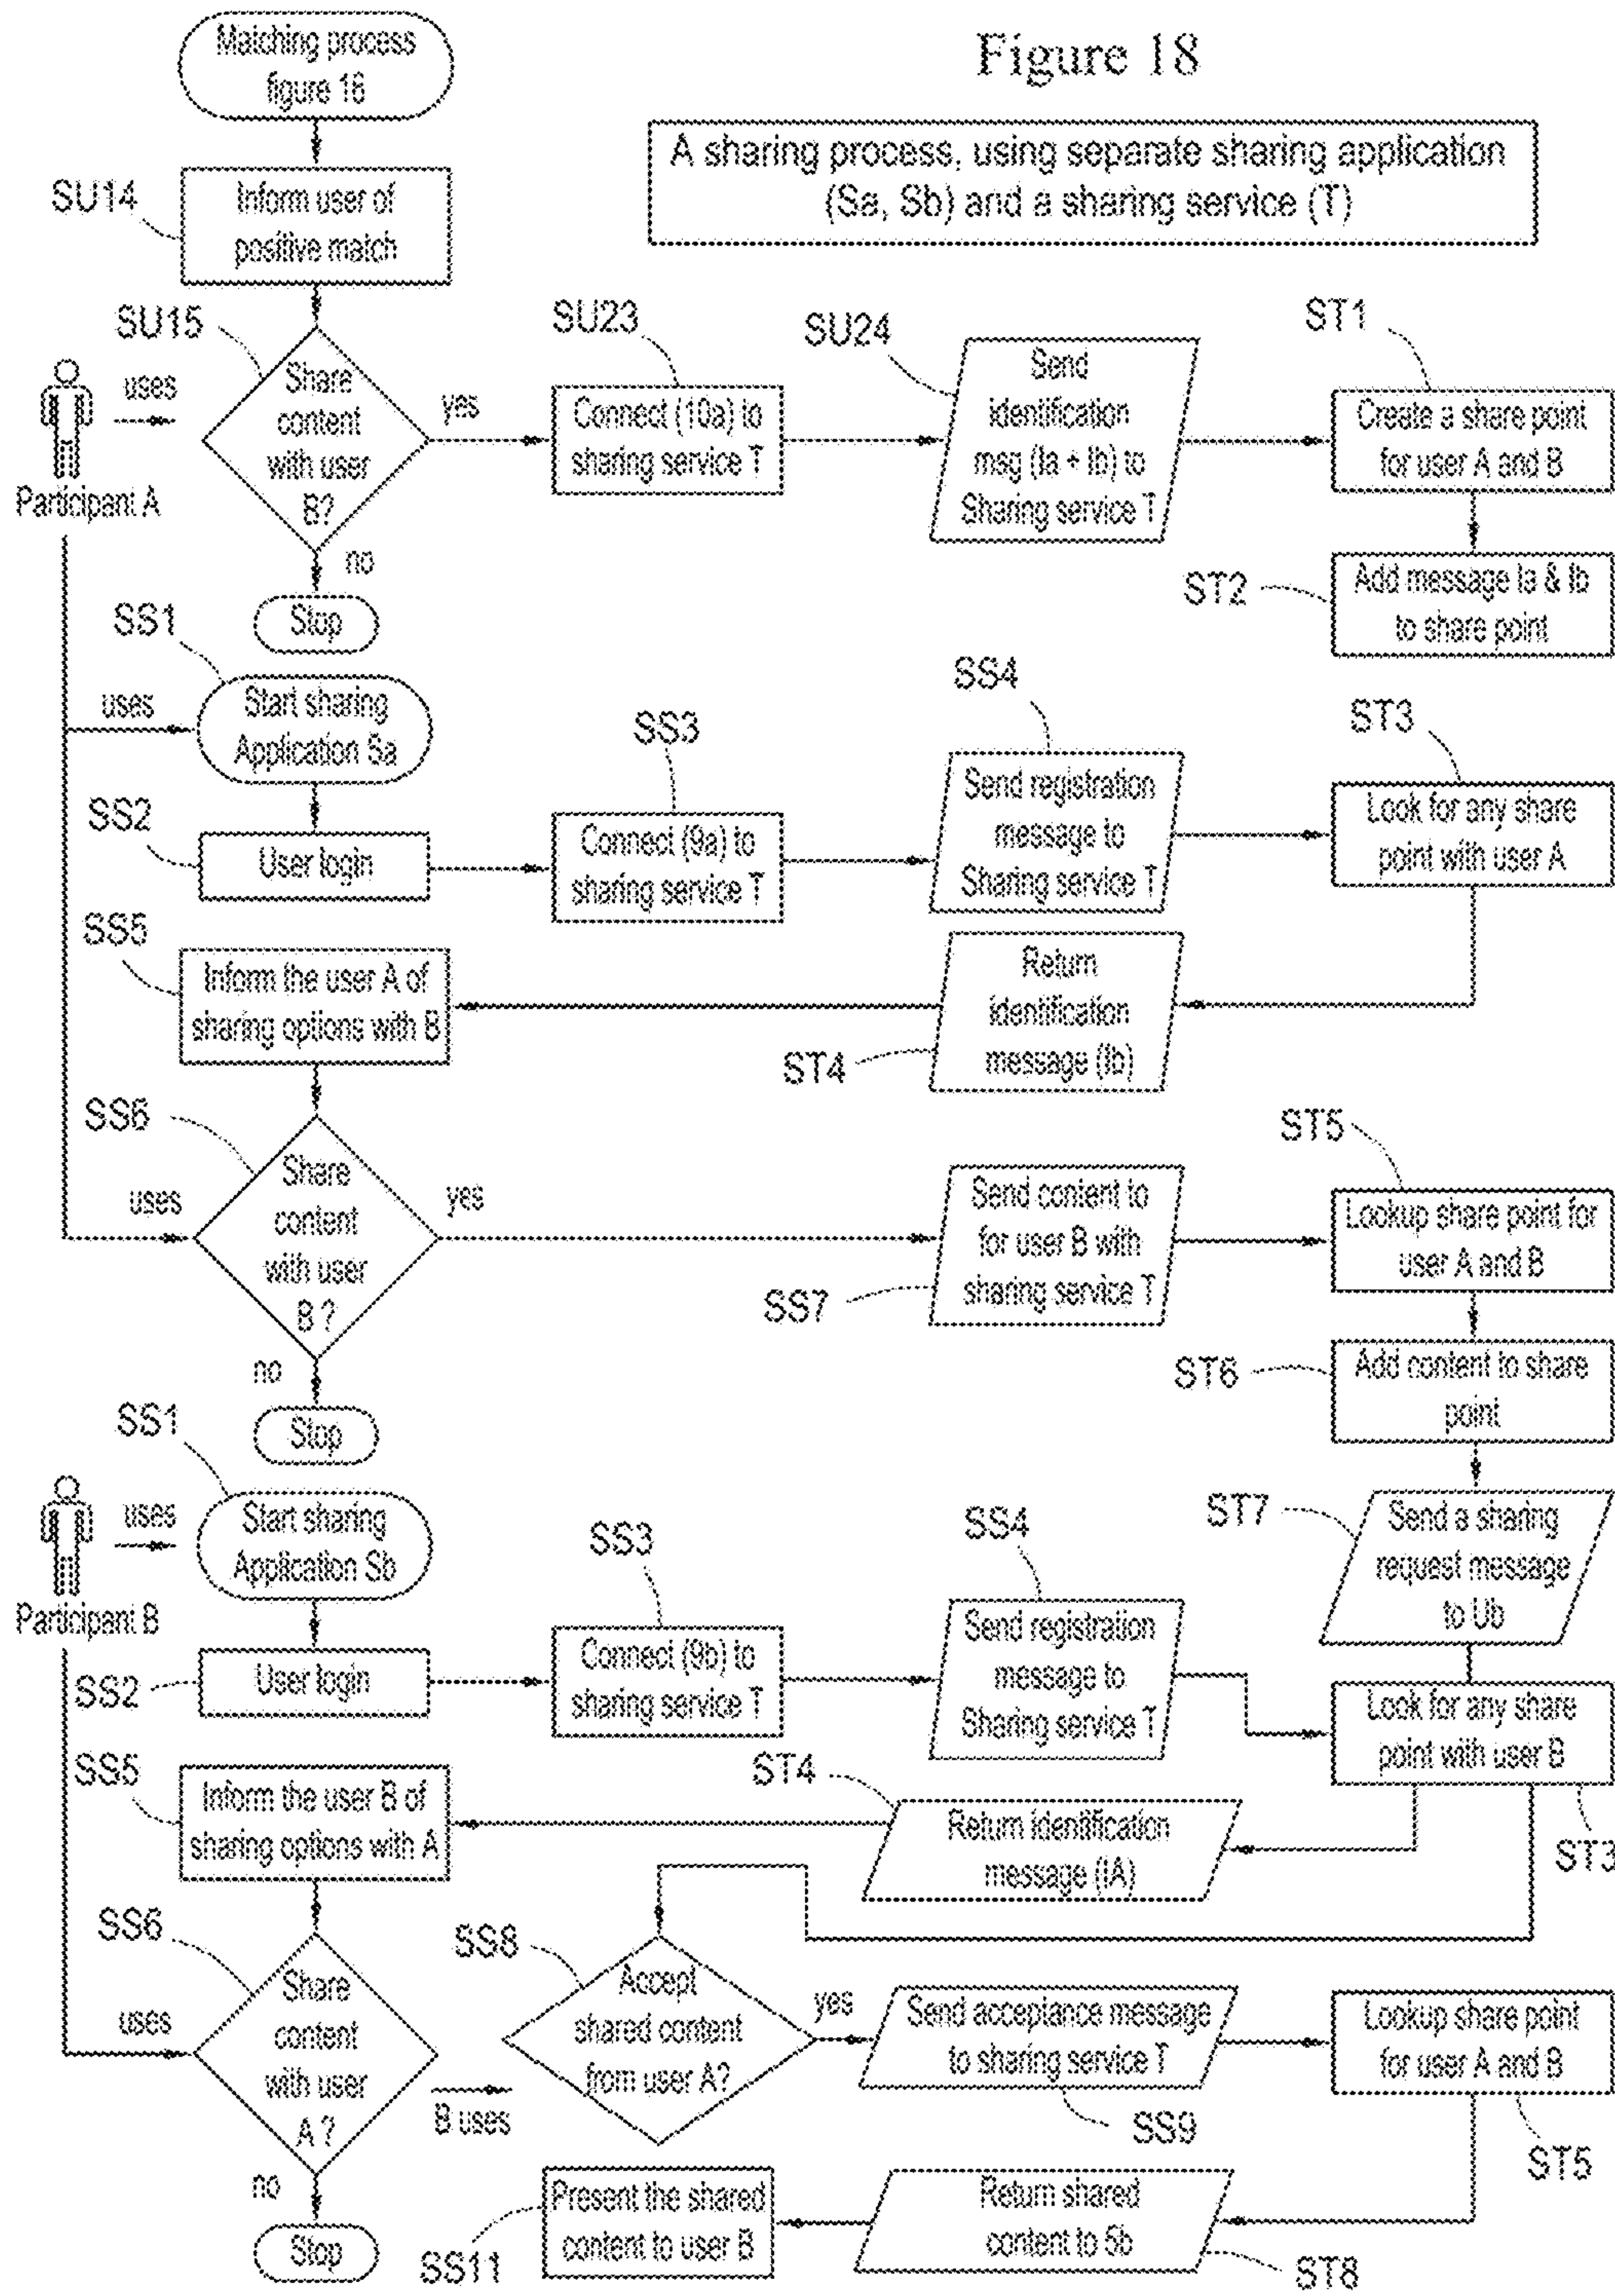 Matching process
figure 16
Figure 18
A sharing process, using separate sharing application
(Sa, Sb) and a sharing service (T)
SU14
Inform user of
positive match
SU15
Share
content
with user
B?
uses
Participant A
yes
no
Stop
SU23
Connect (10a) to
sharing service T
SU24
Send
identification
msg (Ia + Ib) to
Sharing service T
ST1
Create a share point
for user A and B
ST2
Add message Ia & Ib
to share point
SS1
uses
Start sharing
Application Sa
SS2
User login
SS3
Connect (9a) to
sharing service T
SS4
Send registration
message to
Sharing service T
ST3
Look for any share
point with user A
SS5
Inform the user A of
sharing options with B
Return
identification
message (Ib)
ST4
SS6
uses
Share
content
with user
B ?
yes
no
Stop
Send content to
for user B with
sharing service T
SS7
ST5
Lookup share point for
user A and B
ST6
Add content to share
point
ST7
Send a sharing
request message
to Ub
SS1
uses
Participant B
Start sharing
Application Sb
SS2
User login
SS3
Connect (9b) to
sharing service T
SS4
Send registration
message to
Sharing service T
Look for any share
point with user B
ST3
SS5
Inform the user B of
sharing options with A
ST4
Return identification
message (IA)
SS6
uses
Share
content
with user
A ?
no
Stop
B uses
SS8
Accept
shared content
from user A?
yes
Send acceptance message
to sharing service T
SS9
Lookup share point
for user A and B
ST5
Present the shared
content to user B
SS11
Return shared
content to 5b
ST8